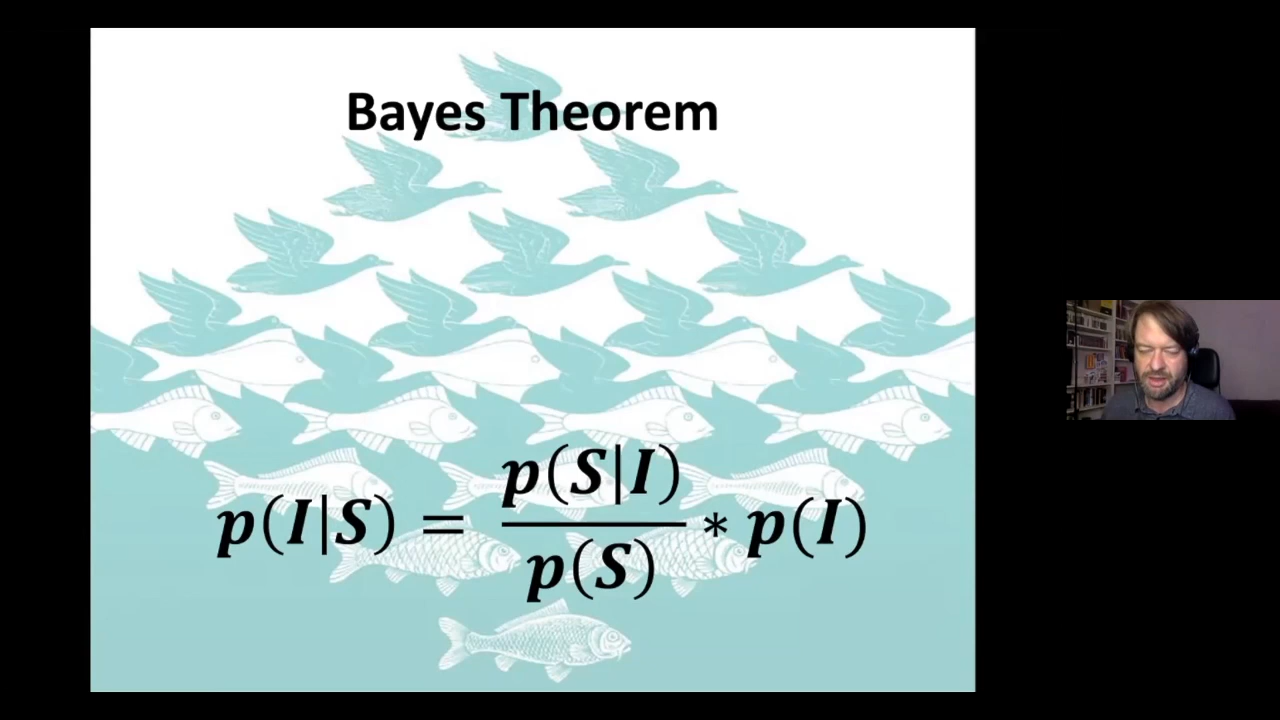 Bayes Theorem
p(I|S) = p(S|I) / p(S) * p(I)